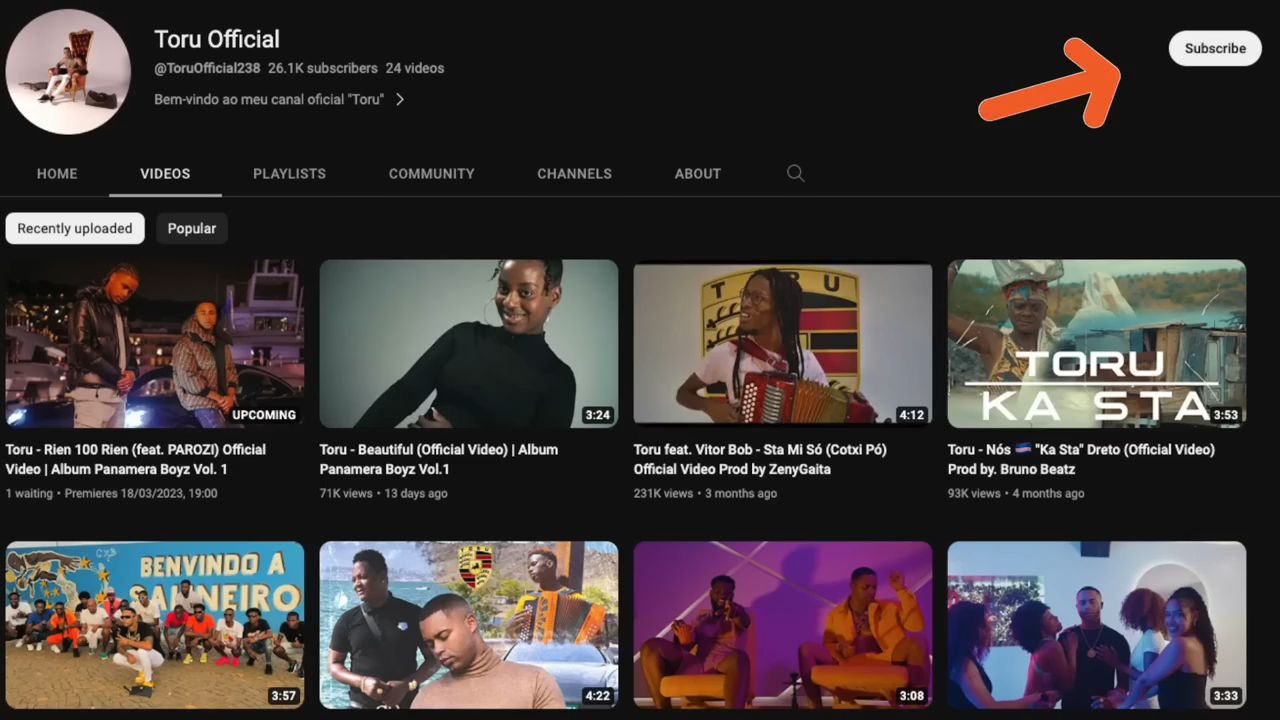 Toru Official
@ToruOfficial238 26.1K subscribers 24 videos
Bem-vindo ao meu canal oficial "Toru"
Subscribe
HOME VIDEOS PLAYLISTS COMMUNITY CHANNELS ABOUT
Recently uploaded Popular
UPCOMING
3:24
TORU
4:12
TORU
KA STA
3:53
Toru - Rien 100 Rien (feat. PAROZI) Official
Video | Album Panamera Boyz Vol. 1
1 waiting • Premieres 18/03/2023, 19:00
Toru - Beautiful (Official Video) | Album
Panamera Boyz Vol.1
71K views • 13 days ago
Toru feat. Vitor Bob - Sta Mi Só (Cotxi Pó)
Official Video Prod by ZenyGaita
231K views • 3 months ago
Toru - Nós 🇨🇻 "Ka Sta" Dreto (Official Video)
Prod by. Bruno Beatz
93K views • 4 months ago
BENVINDO A
3:57
TORU
4:22
3:08
3:33